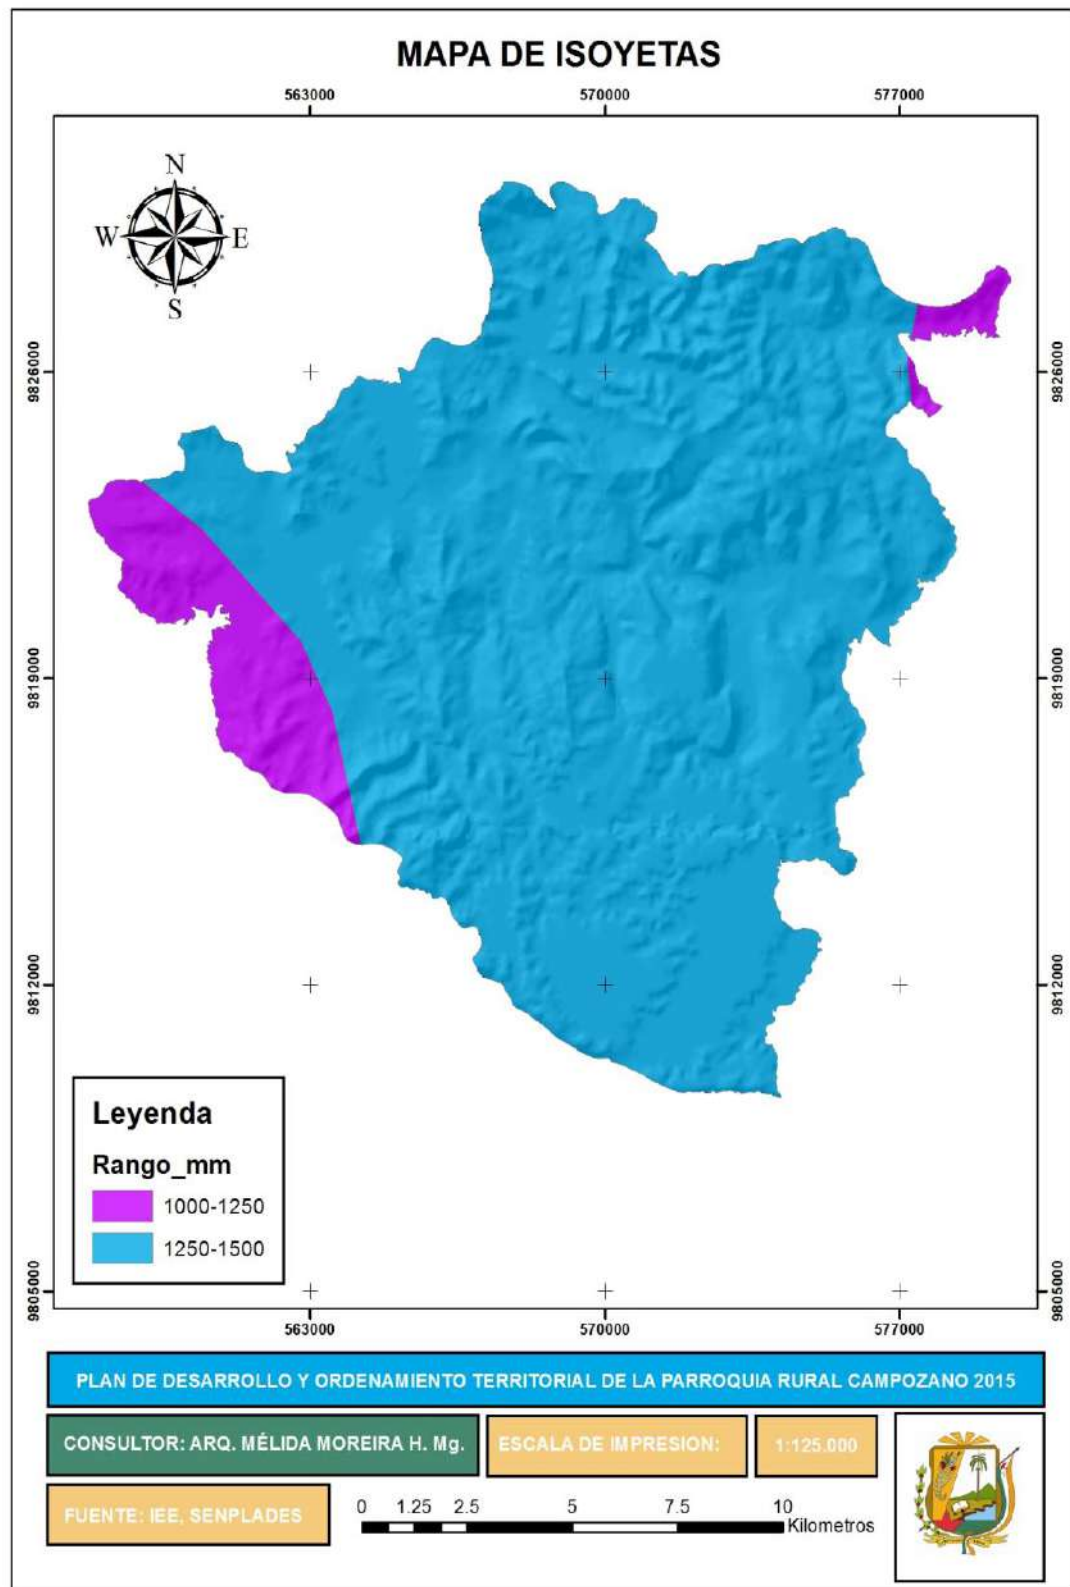 MAPA DE ISOYETAS
563000 570000 577000
N
W E
S
9826000 9826000
9819000 9819000
9812000 9812000
9805000 9805000
Leyenda
Rango_mm
1000-1250
1250-1500
563000 570000 577000
PLAN DE DESARROLLO Y ORDENAMIENTO TERRITORIAL DE LA PARROQUIA RURAL CAMPOZANO 2015
CONSULTOR: ARQ. MÉLIDA MOREIRA H. Mg. ESCALA DE IMPRESION: 1:125.000
FUENTE: IEE, SENPLADES
0 1.25 2.5 5 7.5 10
Kilometros